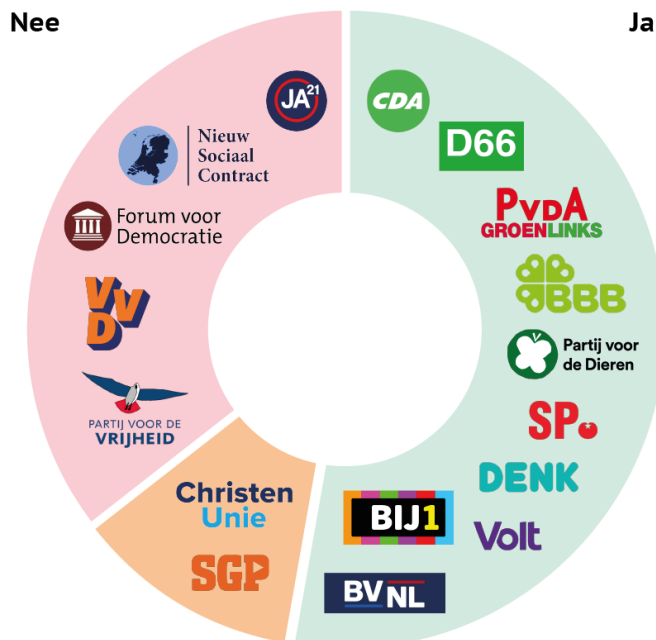 Nee
Ja
JA21
CDA
D66
Nieuw
Sociaal
Contract
PVDA
GROENLINKS
Forum voor
Democratie
BBB
VVD
Partij voor
de Dieren
PARTIJ VOOR DE
VRIJHEID
SP
DENK
Christen
Unie
BIJ1
Volt
SGP
BVNL